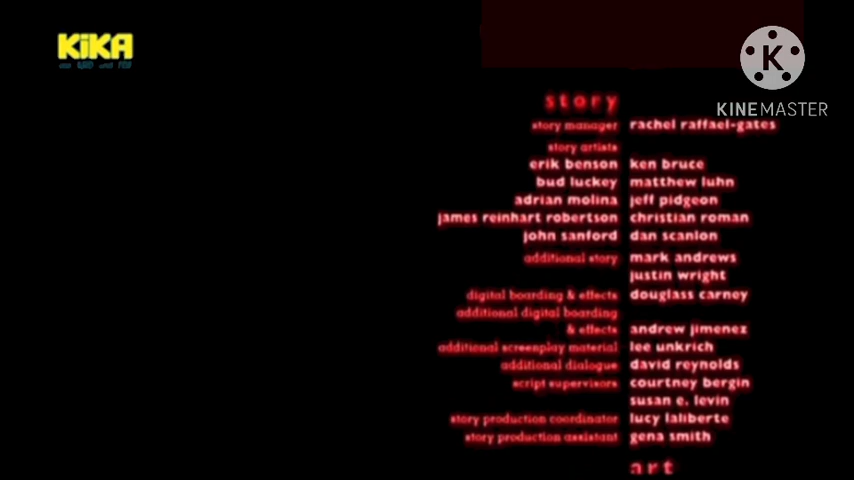 KiKA
K
KINEMASTER
story
story manager rachel raffael-gates
story artists
erik benson ken bruce
bud luckey matthew luhn
adrian molina jeff pidgeon
james reinhart robertson christian roman
john sanford dan scanlon
additional story mark andrews
justin wright
digital boarding & effects douglass carney
additional digital boarding
& effects andrew jimenez
additional screenplay material lee unkrich
additional dialogue david reynolds
script supervisors courtney bergin
susan e. levin
story production coordinator lucy laliberte
story production assistant gena smith
art